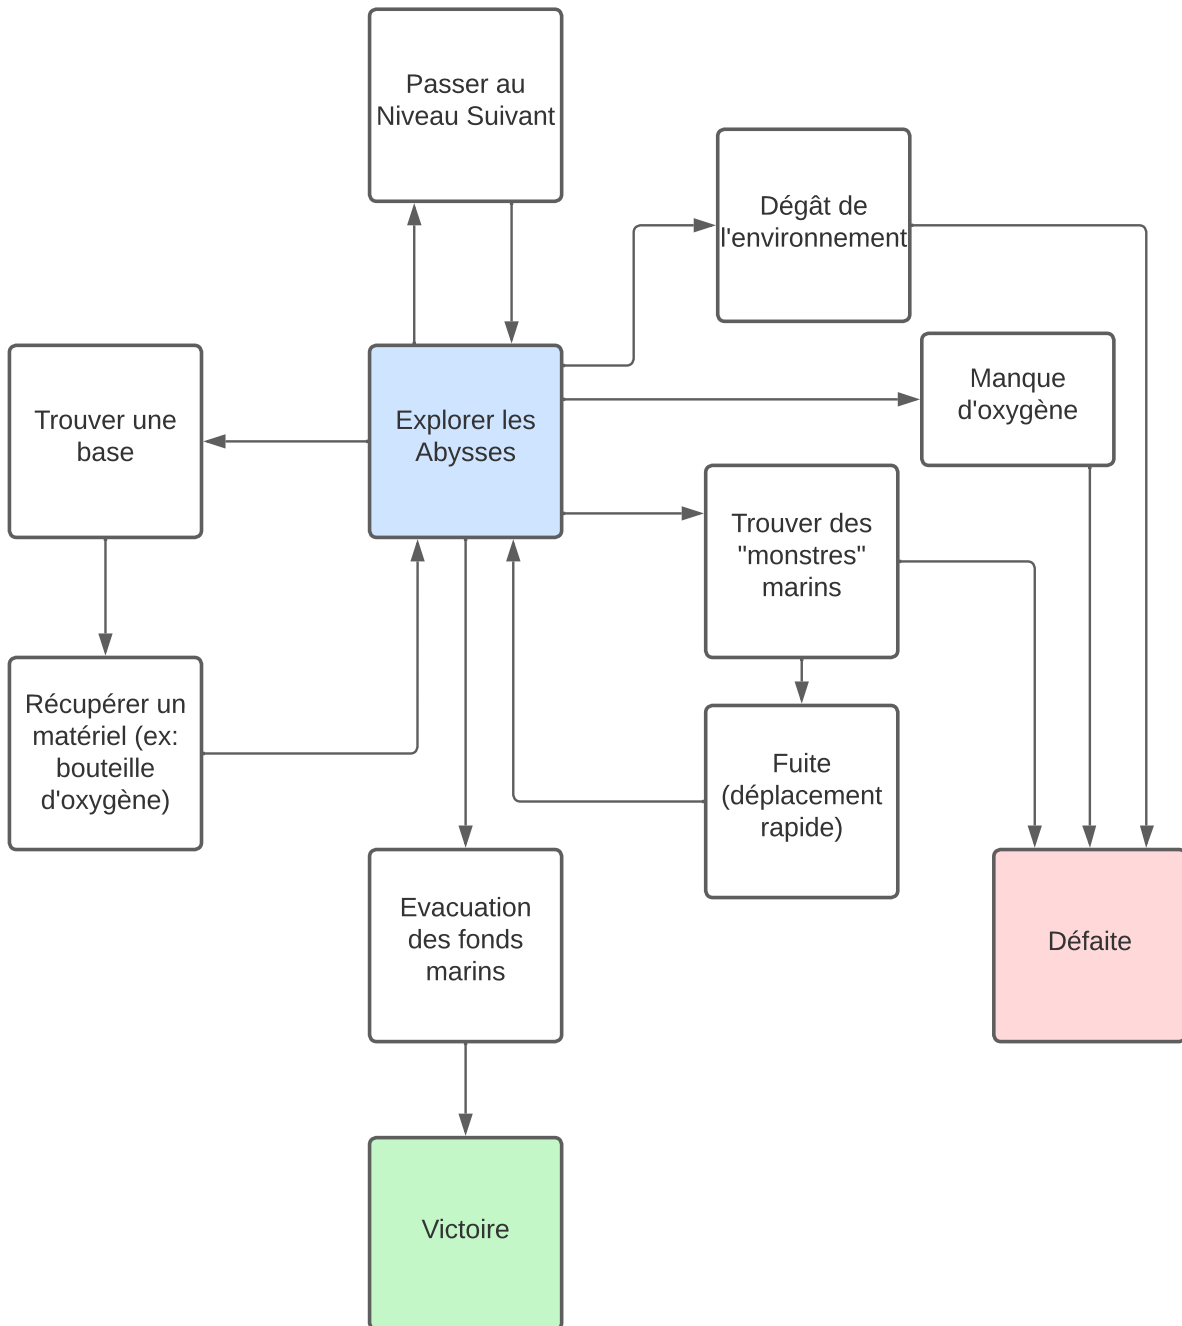 Passer au
Niveau Suivant
Dégât de
l'environnement
Manque
d'oxygène
Trouver une
base
Explorer les
Abysses
Trouver des
"monstres"
marins
Récupérer un
matériel (ex:
bouteille
d'oxygène)
Fuite
(déplacement
rapide)
Evacuation
des fonds
marins
Défaite
Victoire